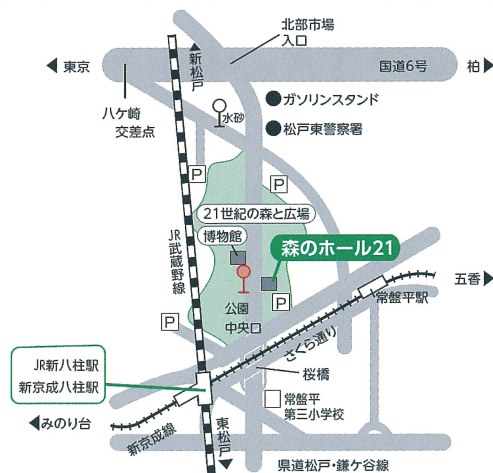 北部市場
入口
東京
新松戸
国道6号
柏
八ケ崎
交差点
ガソリンスタンド
水砂
松戸東警察署
P
P
21世紀の森と広場
博物館
森のホール21
JR武蔵野線
五香
P
公園
中央口
常盤平駅
P
さくら通り
JR新八柱駅
新京成八柱駅
桜橋
常盤平
第三小学校
みのり台
新京成線
東松戸
県道松戸・鎌ケ谷線